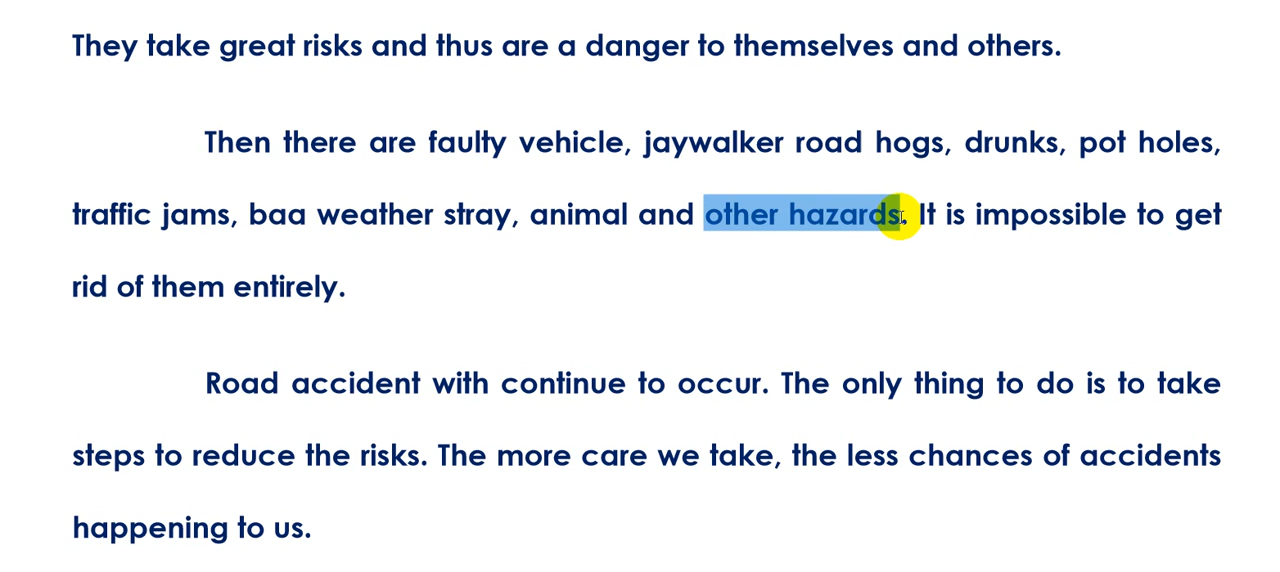 They take great risks and thus are a danger to themselves and others.
Then there are faulty vehicle, jaywalker road hogs, drunks, pot holes,
traffic jams, baa weather stray, animal and other hazards. It is impossible to get
rid of them entirely.
Road accident with continue to occur. The only thing to do is to take
steps to reduce the risks. The more care we take, the less chances of accidents
happening to us.